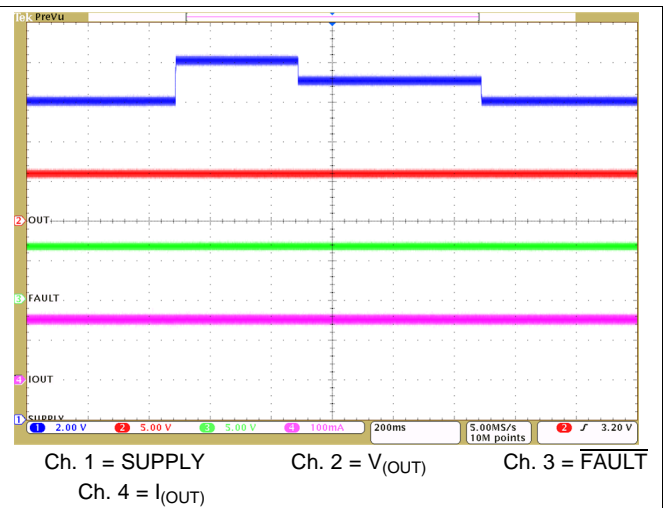 Tek PreVu
2 OUT
3 FAULT
4 IOUT
1 SUPPLY
1 2.00 V 2 5.00 V 3 5.00 V 4 100mA 200ms 5.00MS/s 2 ʃ 3.20 V
10M points
Ch. 1 = SUPPLY Ch. 2 = V(OUT) Ch. 3 = FAULT
Ch. 4 = I(OUT)